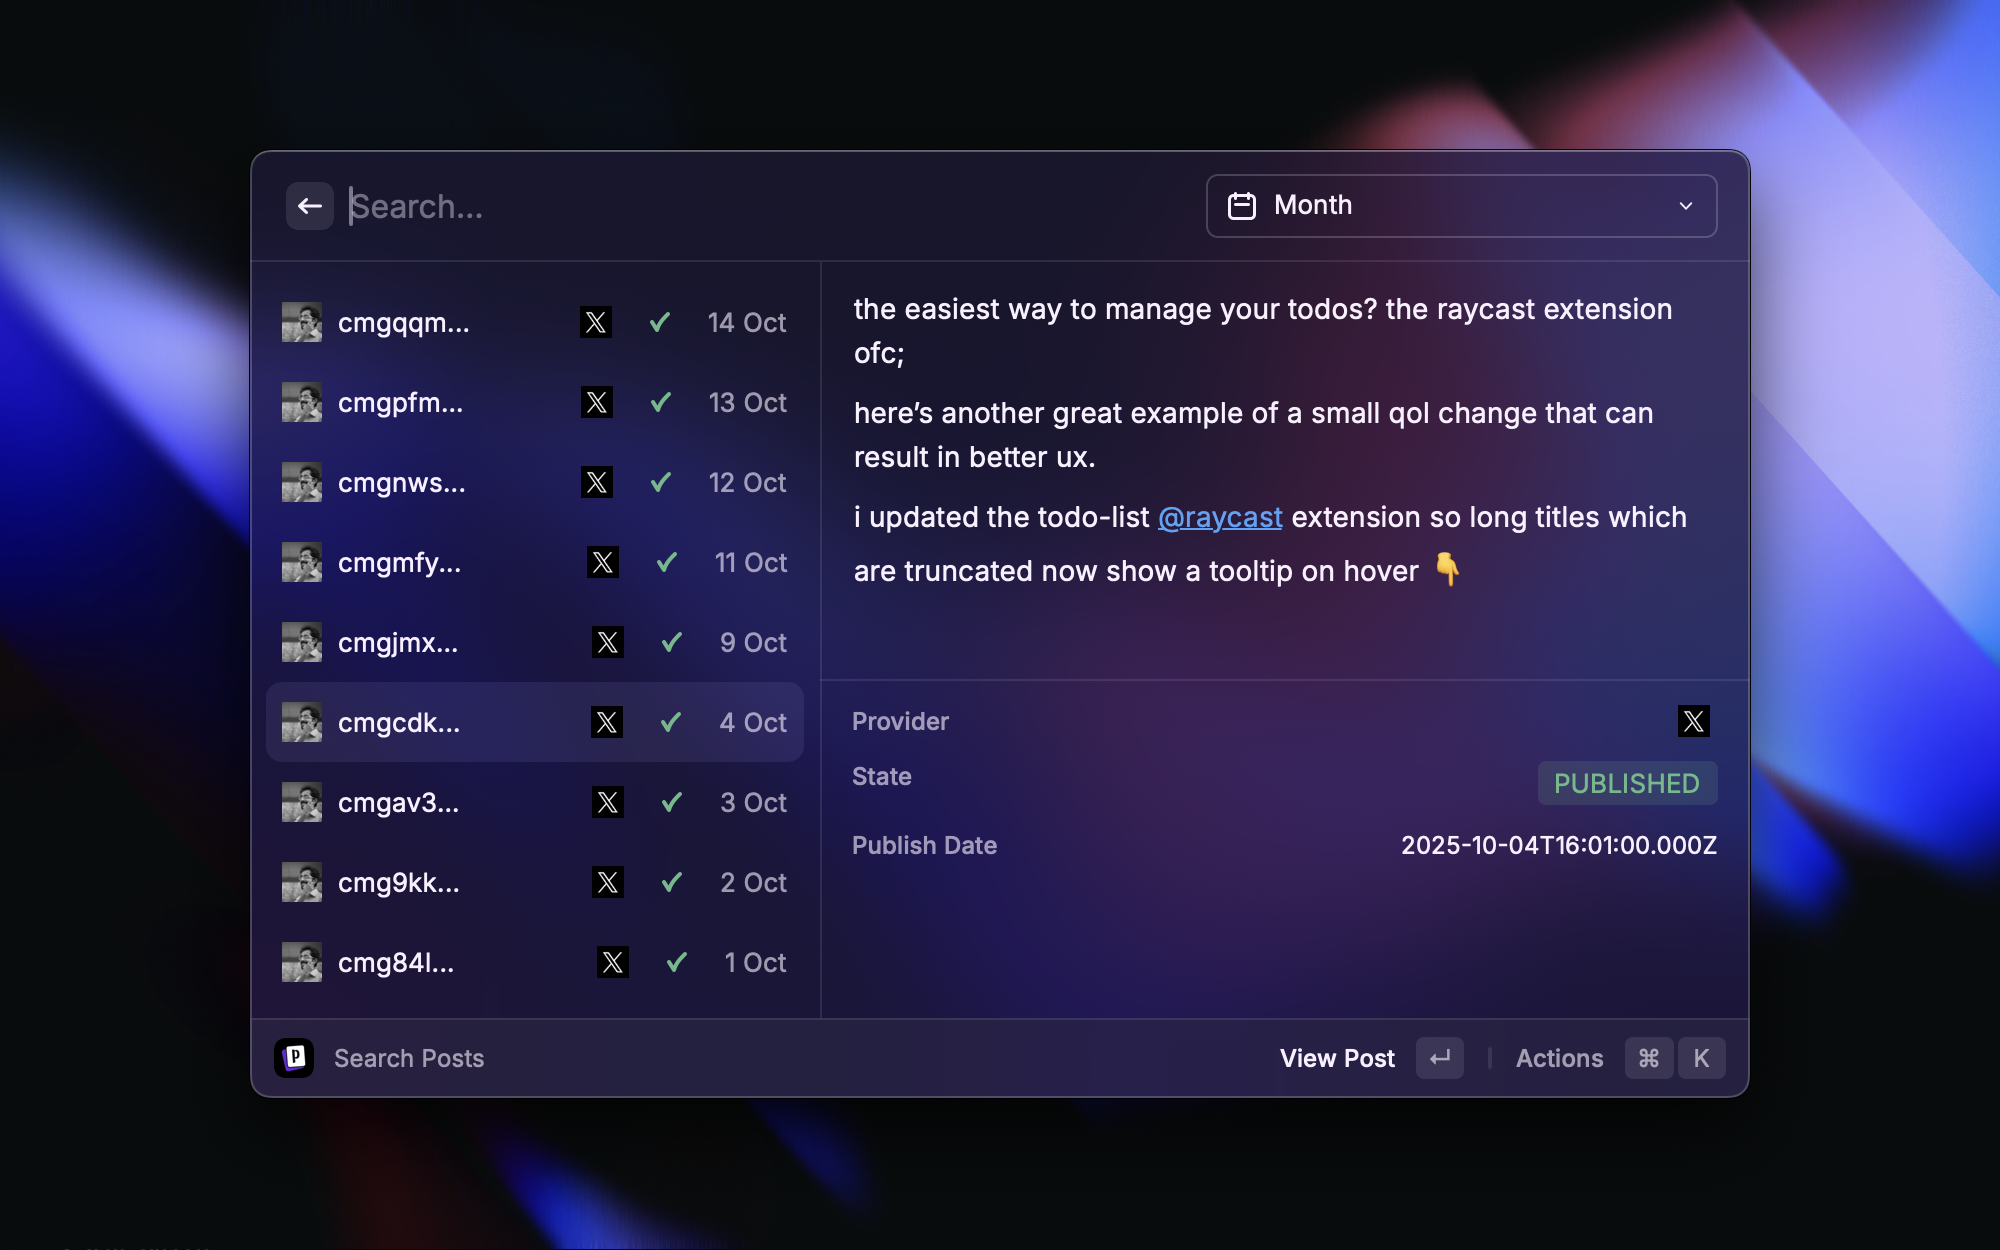 Search...
Month
cmgqqm... 14 Oct
cmgpfm... 13 Oct
cmgnws... 12 Oct
cmgmfy... 11 Oct
cmgjmx... 9 Oct
cmgcdk... 4 Oct
cmgav3... 3 Oct
cmg9kk... 2 Oct
cmg84l... 1 Oct
the easiest way to manage your todos? the raycast extension
ofc;
here’s another great example of a small qol change that can
result in better ux.
i updated the todo-list @raycast extension so long titles which
are truncated now show a tooltip on hover 👇
Provider
State PUBLISHED
Publish Date 2025-10-04T16:01:00.000Z
P Search Posts
View Post ↵ Actions ⌘ K